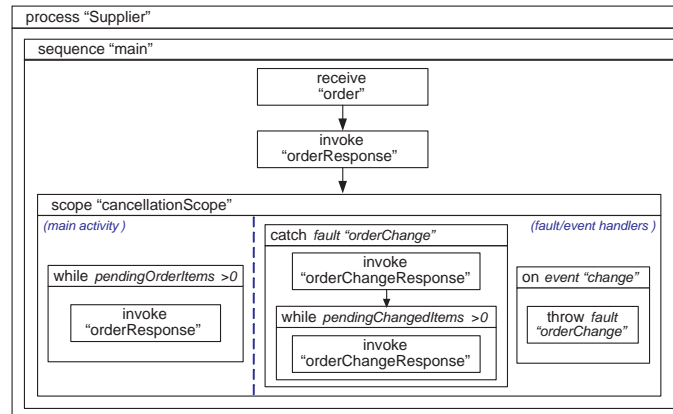 process “Supplier”
sequence “main”
receive
“order”
invoke
“orderResponse”
scope “cancellationScope”
(main activity )
(fault/event handlers )
while pendingOrderItems >0
invoke
“orderResponse”
catch fault “orderChange”
invoke
“orderChangeResponse”
while pendingChangedItems >0
invoke
“orderChangeResponse”
on event “change”
throw fault
“orderChange”